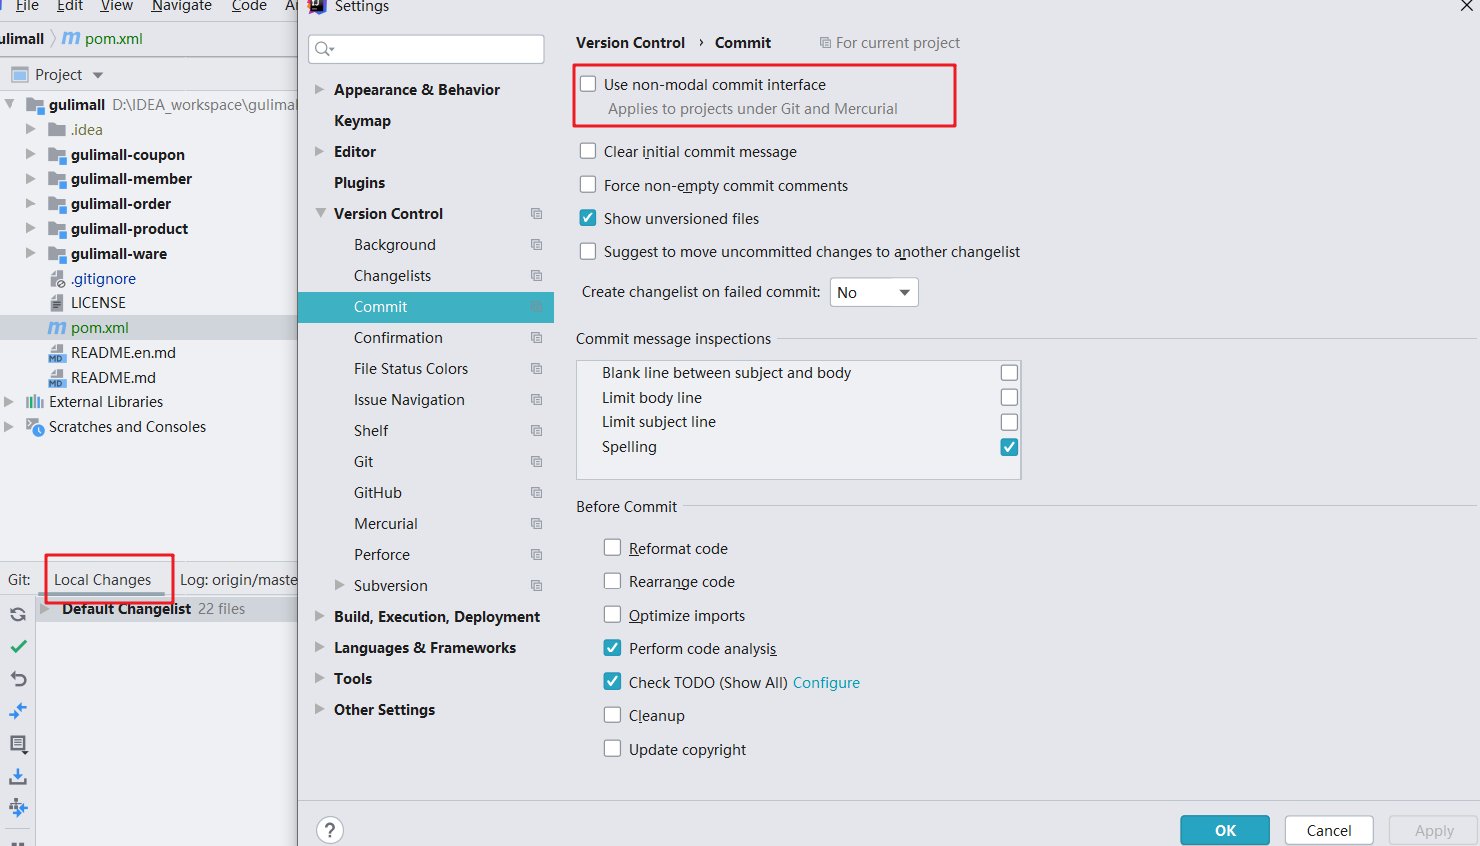 File Edit View Navigate Code
Settings
gulimall pom.xml
Project
gulimall D:\IDEA_workspace\gulimal
.idea
gulimall-coupon
gulimall-member
gulimall-order
gulimall-product
gulimall-ware
.gitignore
LICENSE
pom.xml
README.en.md
README.md
External Libraries
Scratches and Consoles
Git: Local Changes Log: origin/maste
Default Changelist 22 files
Appearance & Behavior
Keymap
Editor
Plugins
Version Control
Background
Changelists
Commit
Confirmation
File Status Colors
Issue Navigation
Shelf
Git
GitHub
Mercurial
Perforce
Subversion
Build, Execution, Deployment
Languages & Frameworks
Tools
Other Settings
Version Control › Commit For current project
Use non-modal commit interface
Applies to projects under Git and Mercurial
Clear initial commit message
Force non-empty commit comments
Show unversioned files
Suggest to move uncommitted changes to another changelist
Create changelist on failed commit: No
Commit message inspections
Blank line between subject and body
Limit body line
Limit subject line
Spelling
Before Commit
Reformat code
Rearrange code
Optimize imports
Perform code analysis
Check TODO (Show All) Configure
Cleanup
Update copyright
? OK Cancel Apply